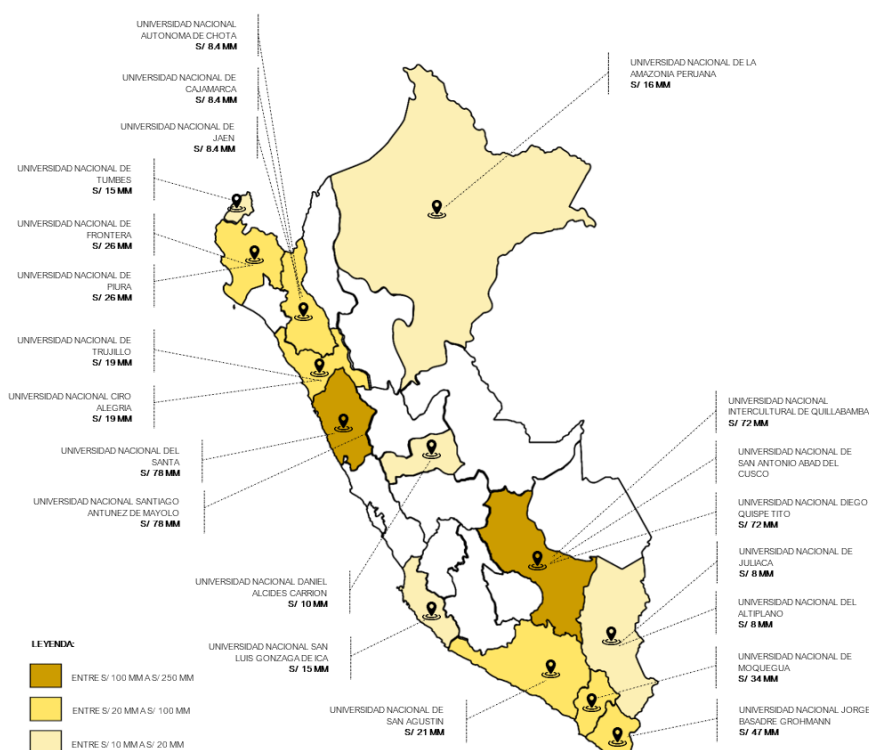 UNIVERSIDAD NACIONAL
AUTONOMA DE CHOTA
S/ 8.4 MM
UNIVERSIDAD NACIONAL DE
CAJAMARCA
S/ 8.4 MM
UNIVERSIDAD NACIONAL DE
JAEN
S/ 8.4 MM
UNIVERSIDAD NACIONAL DE LA
AMAZONIA PERUANA
S/ 16 MM
UNIVERSIDAD NACIONAL DE
TUMBES
S/ 15 MM
UNIVERSIDAD NACIONAL DE
FRONTERA
S/ 26 MM
UNIVERSIDAD NACIONAL DE
PIURA
S/ 26 MM
UNIVERSIDAD NACIONAL DE
TRUJILLO
S/ 19 MM
UNIVERSIDAD NACIONAL CIRO
ALEGRIA
S/ 19 MM
UNIVERSIDAD NACIONAL DEL
SANTA
S/ 78 MM
UNIVERSIDAD NACIONAL SANTIAGO
ANTUNEZ DE MAYOLO
S/ 78 MM
UNIVERSIDAD NACIONAL
INTERCULTURAL DE QUILLABAMBA
S/ 72 MM
UNIVERSIDAD NACIONAL DE
SAN ANTONIO ABAD DEL
CUSCO
UNIVERSIDAD NACIONAL DIEGO
QUISPE TITO
S/ 72 MM
UNIVERSIDAD NACIONAL DE
JULIACA
S/ 8 MM
UNIVERSIDAD NACIONAL DEL
ALTIPLANO
S/ 8 MM
UNIVERSIDAD NACIONAL DANIEL
ALCIDES CARRION
S/ 10 MM
UNIVERSIDAD NACIONAL SAN
LUIS GONZAGA DE ICA
S/ 15 MM
UNIVERSIDAD NACIONAL DE
MOQUEGUA
S/ 34 MM
UNIVERSIDAD NACIONAL DE
SAN AGUSTIN
S/ 21 MM
UNIVERSIDAD NACIONAL JORGE
BASADRE GROHMANN
S/ 47 MM
LEYENDA:
ENTRE S/ 100 MM A S/ 250 MM
ENTRE S/ 20 MM A S/ 100 MM
ENTRE S/ 10 MM A S/ 20 MM